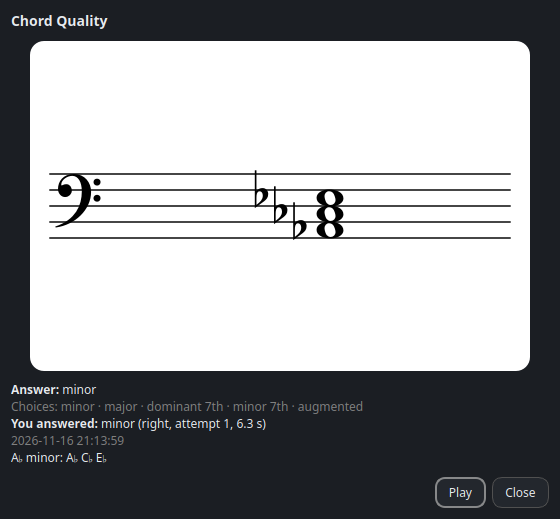 Chord Quality
Answer: minor
Choices: minor · major · dominant 7th · minor 7th · augmented
You answered: minor (right, attempt 1, 6.3 s)
2026-11-16 21:13:59
A♭ minor: A♭ C♭ E♭
Play
Close